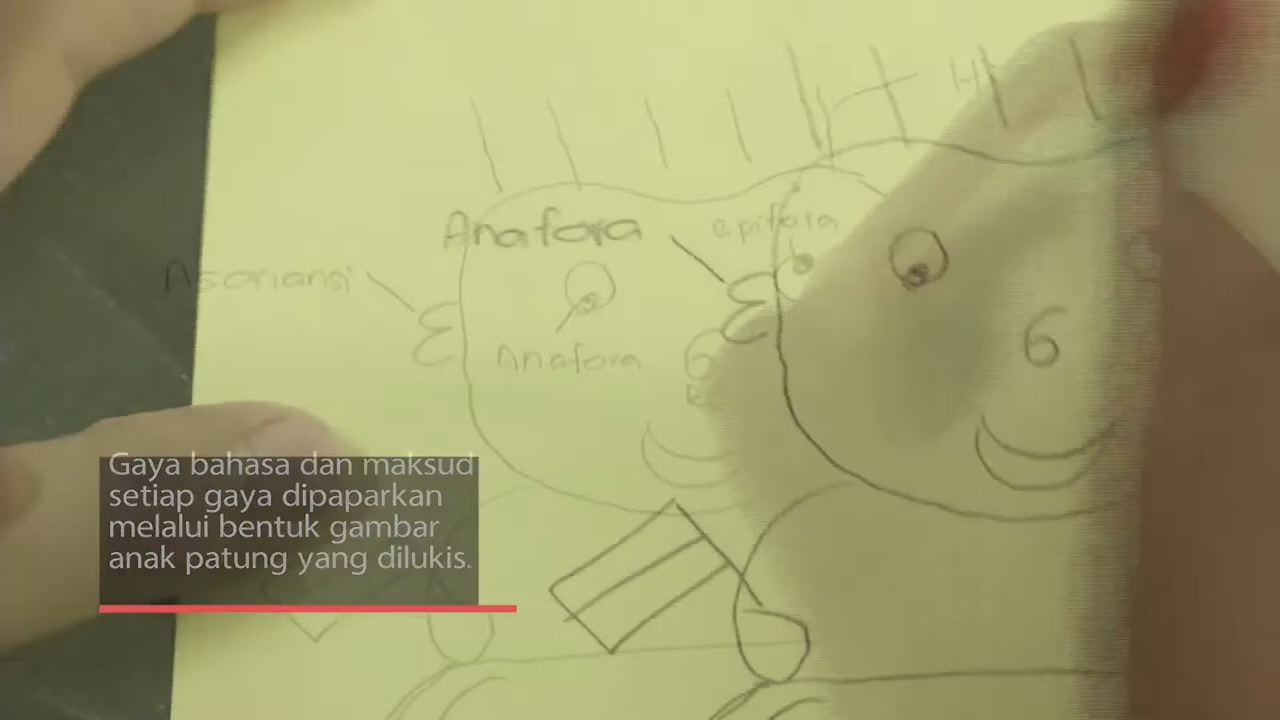 Anafora
epifora
Asonansi
Anafora
Gaya bahasa dan maksud
setiap gaya dipaparkan
melalui bentuk gambar
anak patung yang dilukis.